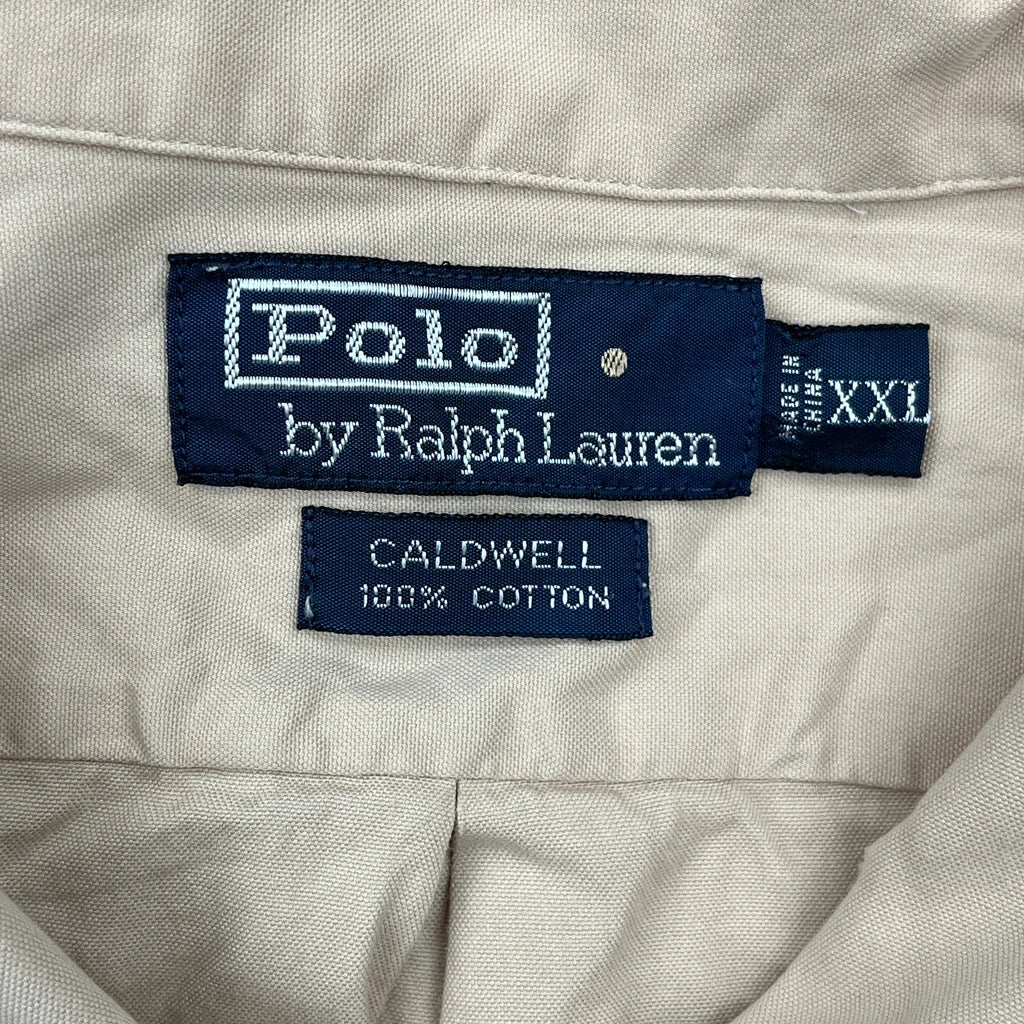 Polo
by Ralph Lauren
MADE IN
CHINA
XXL
CALDWELL
100% COTTON